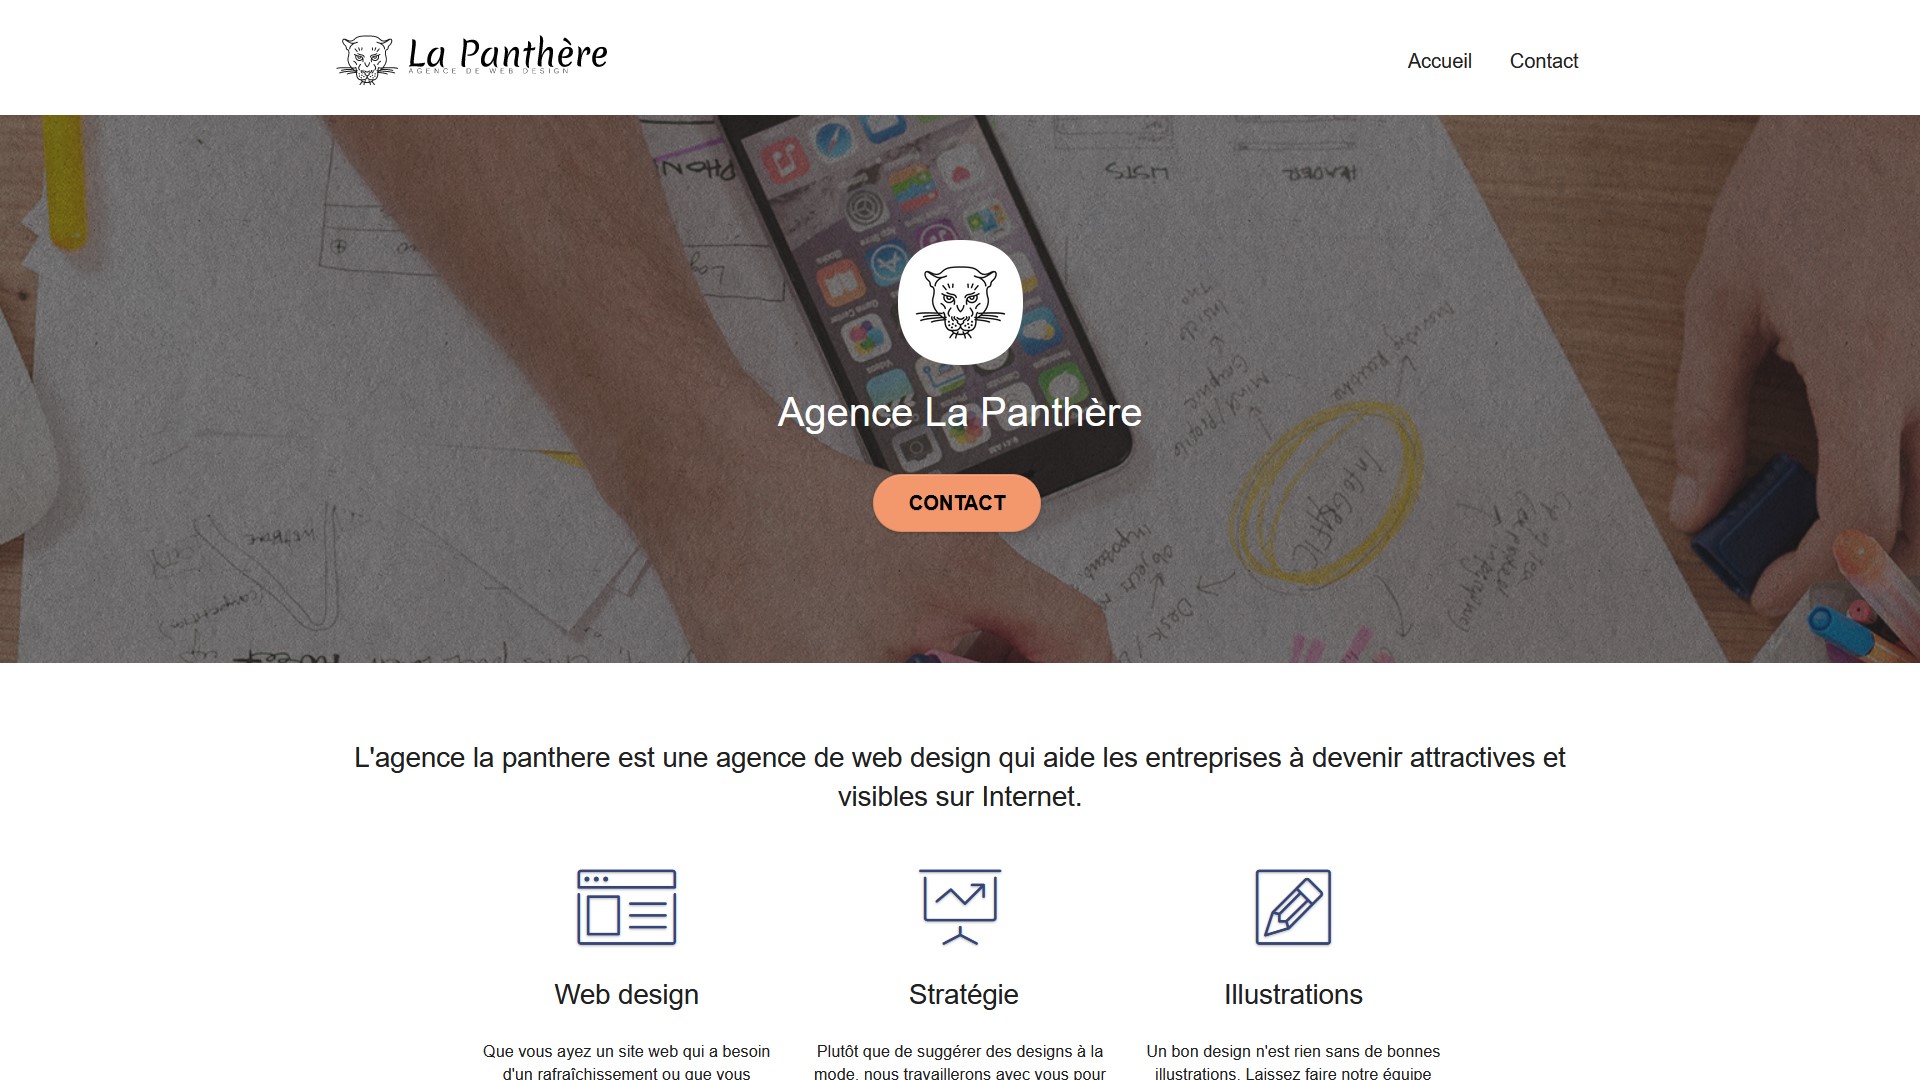 La Panthère
AGENCE DE WEB DESIGN
Accueil
Contact
LISTS
HEADER
Agence La Panthère
CONTACT
INFOGRAFIC
L'agence la panthere est une agence de web design qui aide les entreprises à devenir attractives et
visibles sur Internet.
Web design
Stratégie
Illustrations
Que vous ayez un site web qui a besoin
d'un rafraîchissement ou que vous
Plutôt que de suggérer des designs à la
mode, nous travaillerons avec vous pour
Un bon design n'est rien sans de bonnes
illustrations. Laissez faire notre équipe